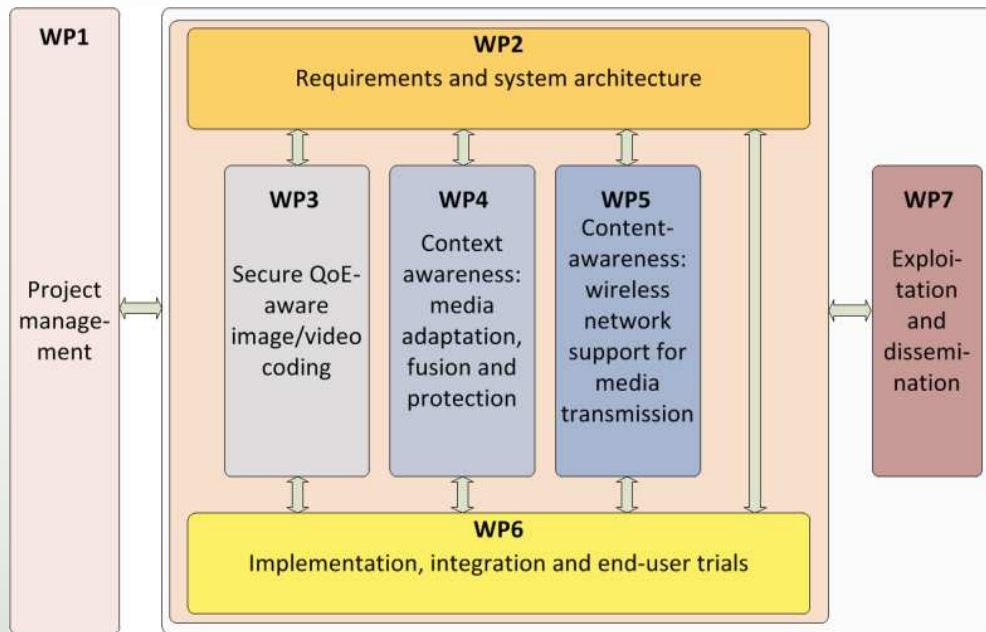 WP1
Project
manage-
ment
WP2
Requirements and system architecture
WP3
Secure QoE-
aware
image/video
coding
WP4
Context
awareness:
media
adaptation,
fusion and
protection
WP5
Content-
awareness:
wireless
network
support for
media
transmission
WP6
Implementation, integration and end-user trials
WP7
Exploi-
tation
and
dissemi-
nation